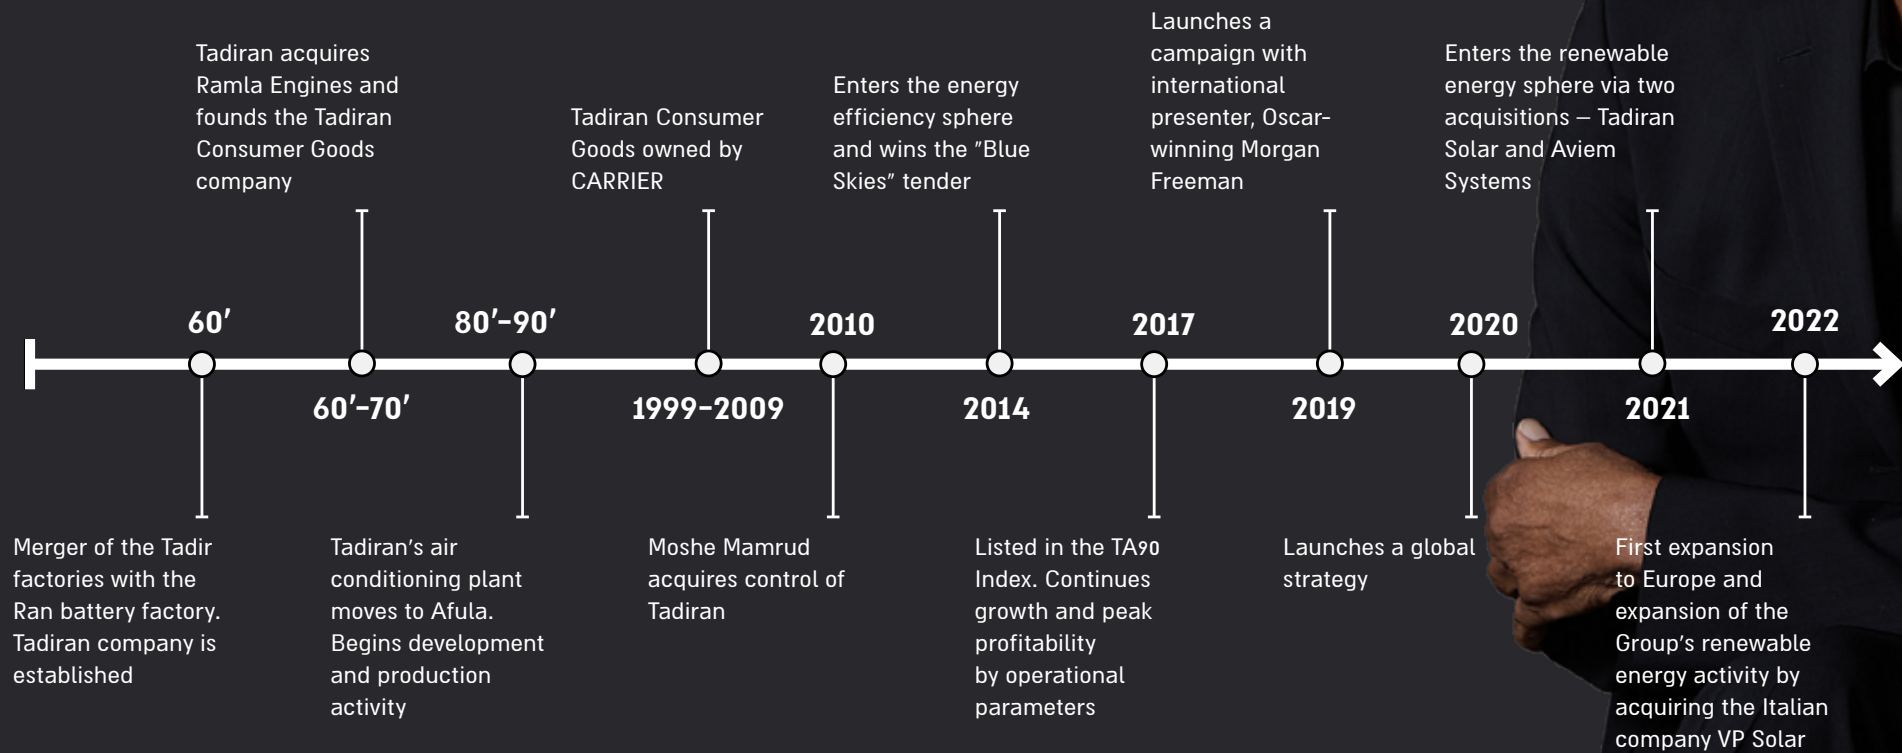 Tadiran acquires
Ramla Engines and
founds the Tadiran
Consumer Goods
company
Tadiran Consumer
Goods owned by
CARRIER
Enters the energy
efficiency sphere
and wins the "Blue
Skies" tender
Launches a
campaign with
international
presenter, Oscar-
winning Morgan
Freeman
Enters the renewable
energy sphere via two
acquisitions – Tadiran
Solar and Aviem
Systems
60'
80'-90'
2010
2017
2020
2022
60'-70'
1999-2009
2014
2019
2021
Merger of the Tadir
factories with the
Ran battery factory.
Tadiran company is
established
Tadiran's air
conditioning plant
moves to Afula.
Begins development
and production
activity
Moshe Mamrud
acquires control of
Tadiran
Listed in the TA90
Index. Continues
growth and peak
profitability
by operational
parameters
Launches a global
strategy
First expansion
to Europe and
expansion of the
Group's renewable
energy activity by
acquiring the Italian
company VP Solar